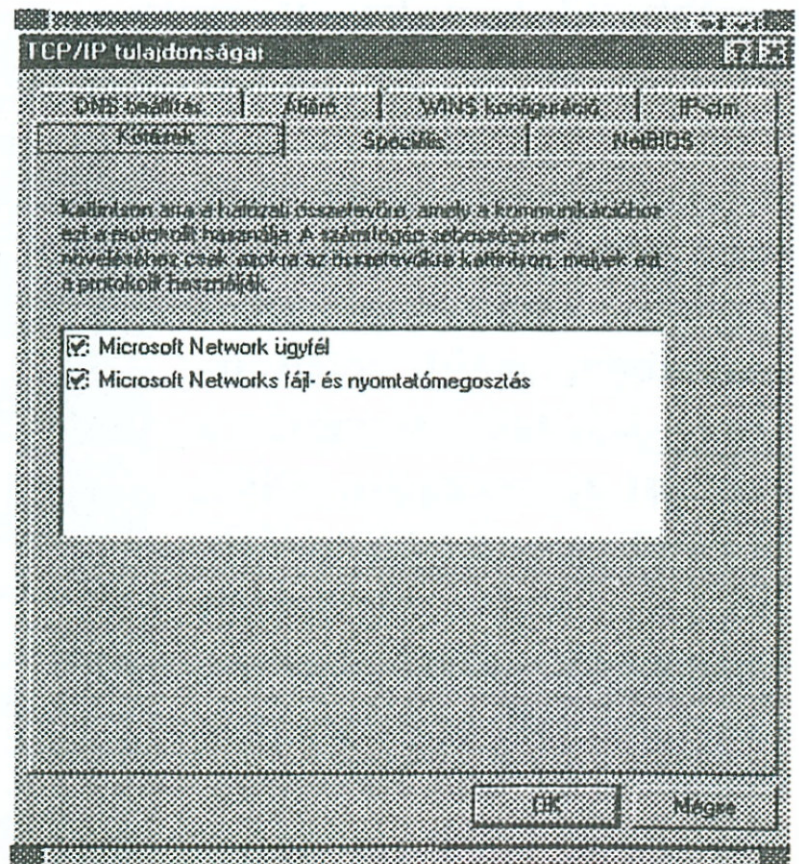 TCP/IP tulajdonságai
DNS beállítás Átjáró WINS konfiguráció IP-cím
Kötések Speciális NetBIOS
Kattintson arra a hálózati összetevőre, amely a kommunikációhoz
ezt a protokollt használja. A számítógép sebességének
növeléséhez csak azokra az összetevőkre kattintson, melyek ezt
a protokollt használják.
Microsoft Network ügyfél
Microsoft Networks fájl- és nyomtatómegosztás
OK Mégse